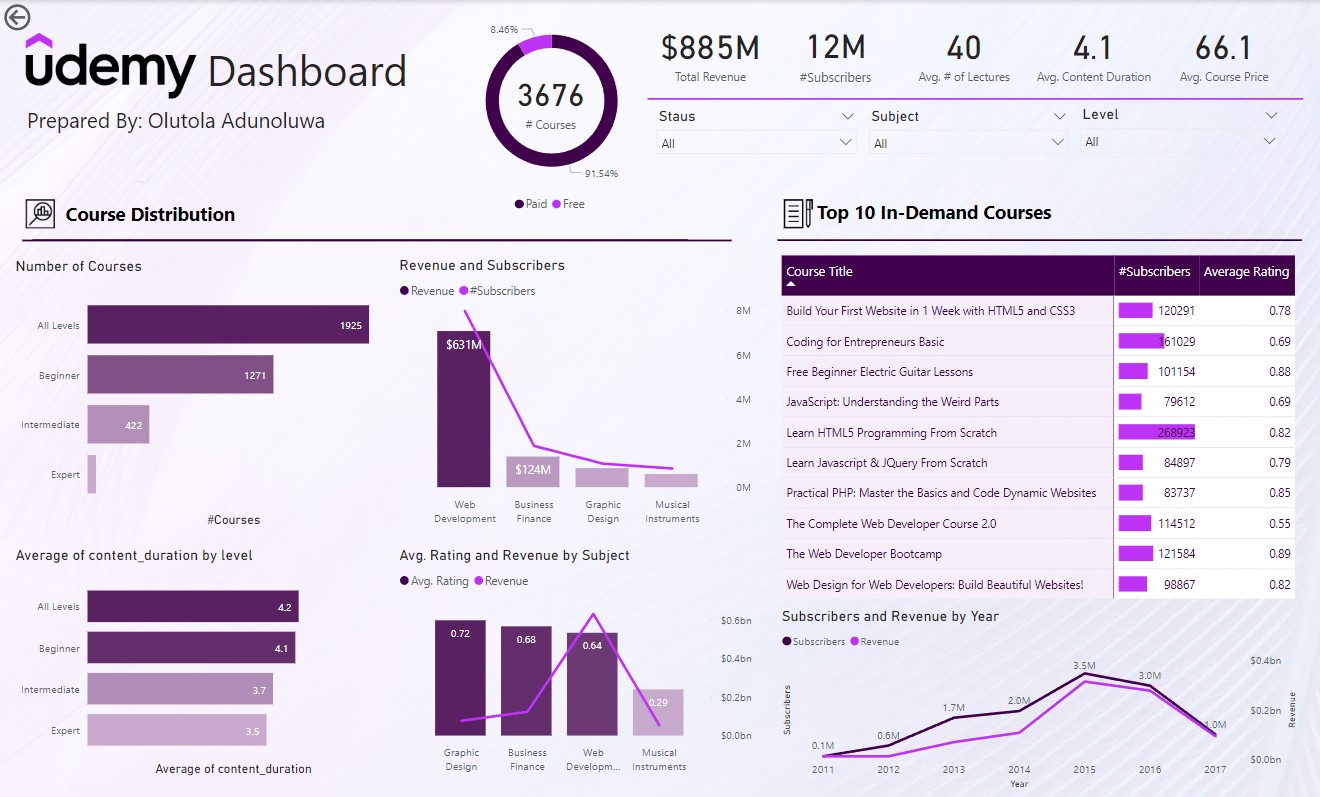 udemy Dashboard
Prepared By: Olutola Adunoluwa
8.46%
3676
# Courses
91.54%
Paid Free
$885M 12M 40 4.1 66.1
Total Revenue #Subscribers Avg. # of Lectures Avg. Content Duration Avg. Course Price
Staus Subject Level
All All All
Course Distribution
Number of Courses
All Levels 1925
Beginner 1271
Intermediate 422
Expert
#Courses
Revenue and Subscribers
Revenue #Subscribers
8M
$631M
6M
4M
2M
$124M
0M
Web Business Graphic Musical
Development Finance Design Instruments
Average of content_duration by level
All Levels 4.2
Beginner 4.1
Intermediate 3.7
Expert 3.5
Average of content_duration
Avg. Rating and Revenue by Subject
Avg. Rating Revenue
$0.6bn
0.72 0.68 0.64 0.29
$0.4bn
$0.2bn
$0.0bn
Graphic Business Web Musical
Design Finance Developm... Instruments
Top 10 In-Demand Courses
Course Title #Subscribers Average Rating
Build Your First Website in 1 Week with HTML5 and CSS3 120291 0.78
Coding for Entrepreneurs Basic 161029 0.69
Free Beginner Electric Guitar Lessons 101154 0.88
JavaScript: Understanding the Weird Parts 79612 0.69
Learn HTML5 Programming From Scratch 268923 0.82
Learn Javascript & JQuery From Scratch 84897 0.79
Practical PHP: Master the Basics and Code Dynamic Websites 83737 0.85
The Complete Web Developer Course 2.0 114512 0.55
The Web Developer Bootcamp 121584 0.89
Web Design for Web Developers: Build Beautiful Websites! 98867 0.82
Subscribers and Revenue by Year
Subscribers Revenue
Subscribers
0.1M 0.6M 1.7M 2.0M 3.5M 3.0M 1.0M
$0.4bn
$0.2bn
$0.0bn
Revenue
2011 2012 2013 2014 2015 2016 2017
Year